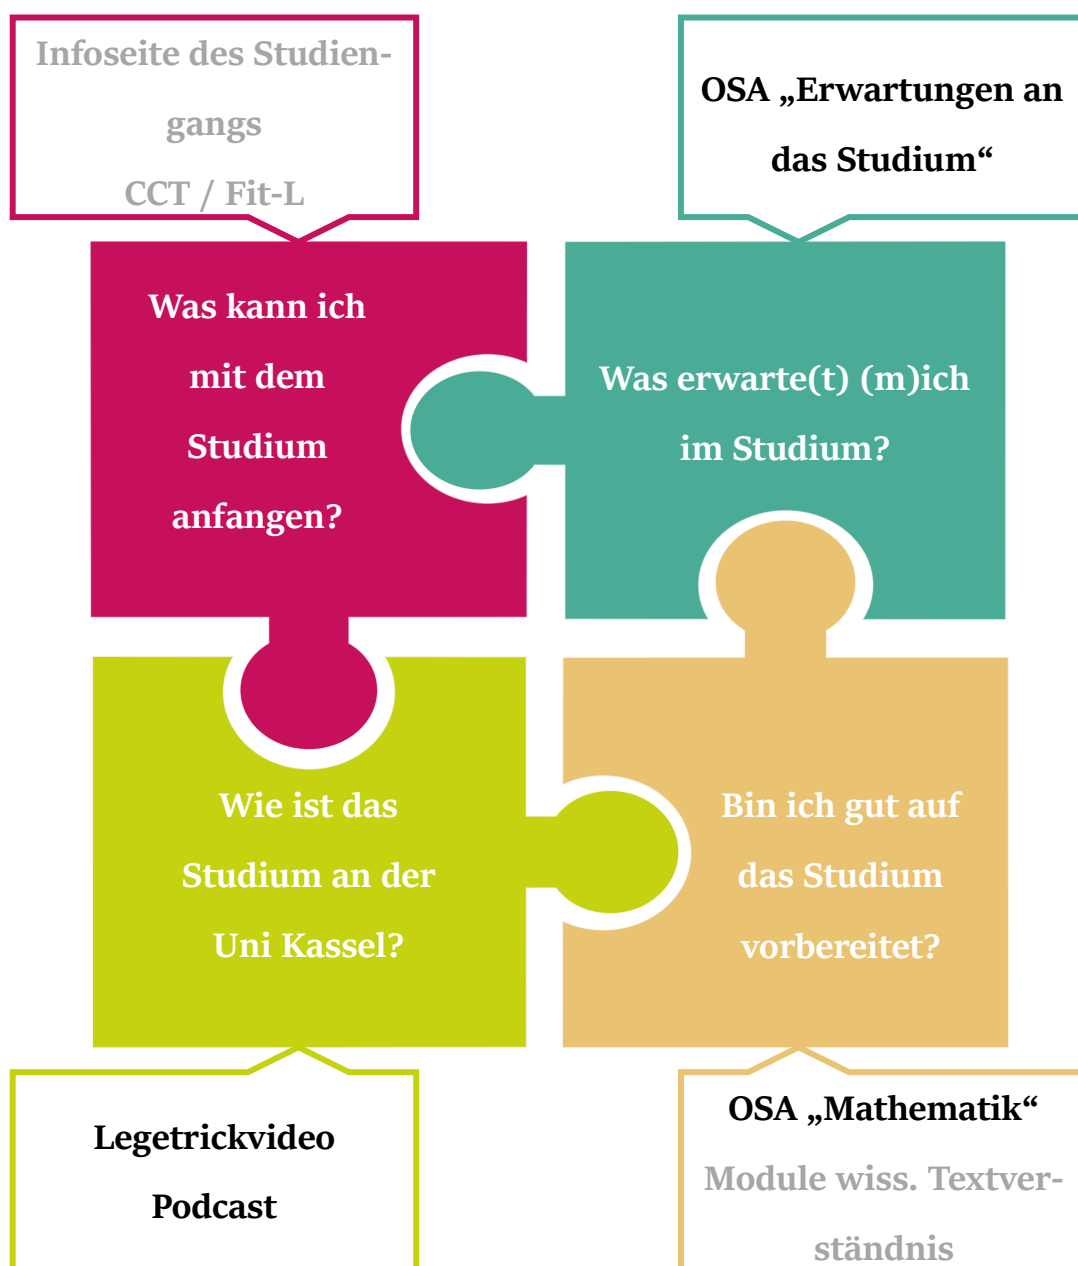 Infoseite des Studien-
gangs
CCT / Fit-L
OSA „Erwartungen an
das Studium“
Was kann ich
mit dem
Studium
anfangen?
Was erwarte(t) (m)ich
im Studium?
Wie ist das
Studium an der
Uni Kassel?
Bin ich gut auf
das Studium
vorbereitet?
Legetrickvideo
Podcast
OSA „Mathematik“
Module wiss. Textver-
ständnis